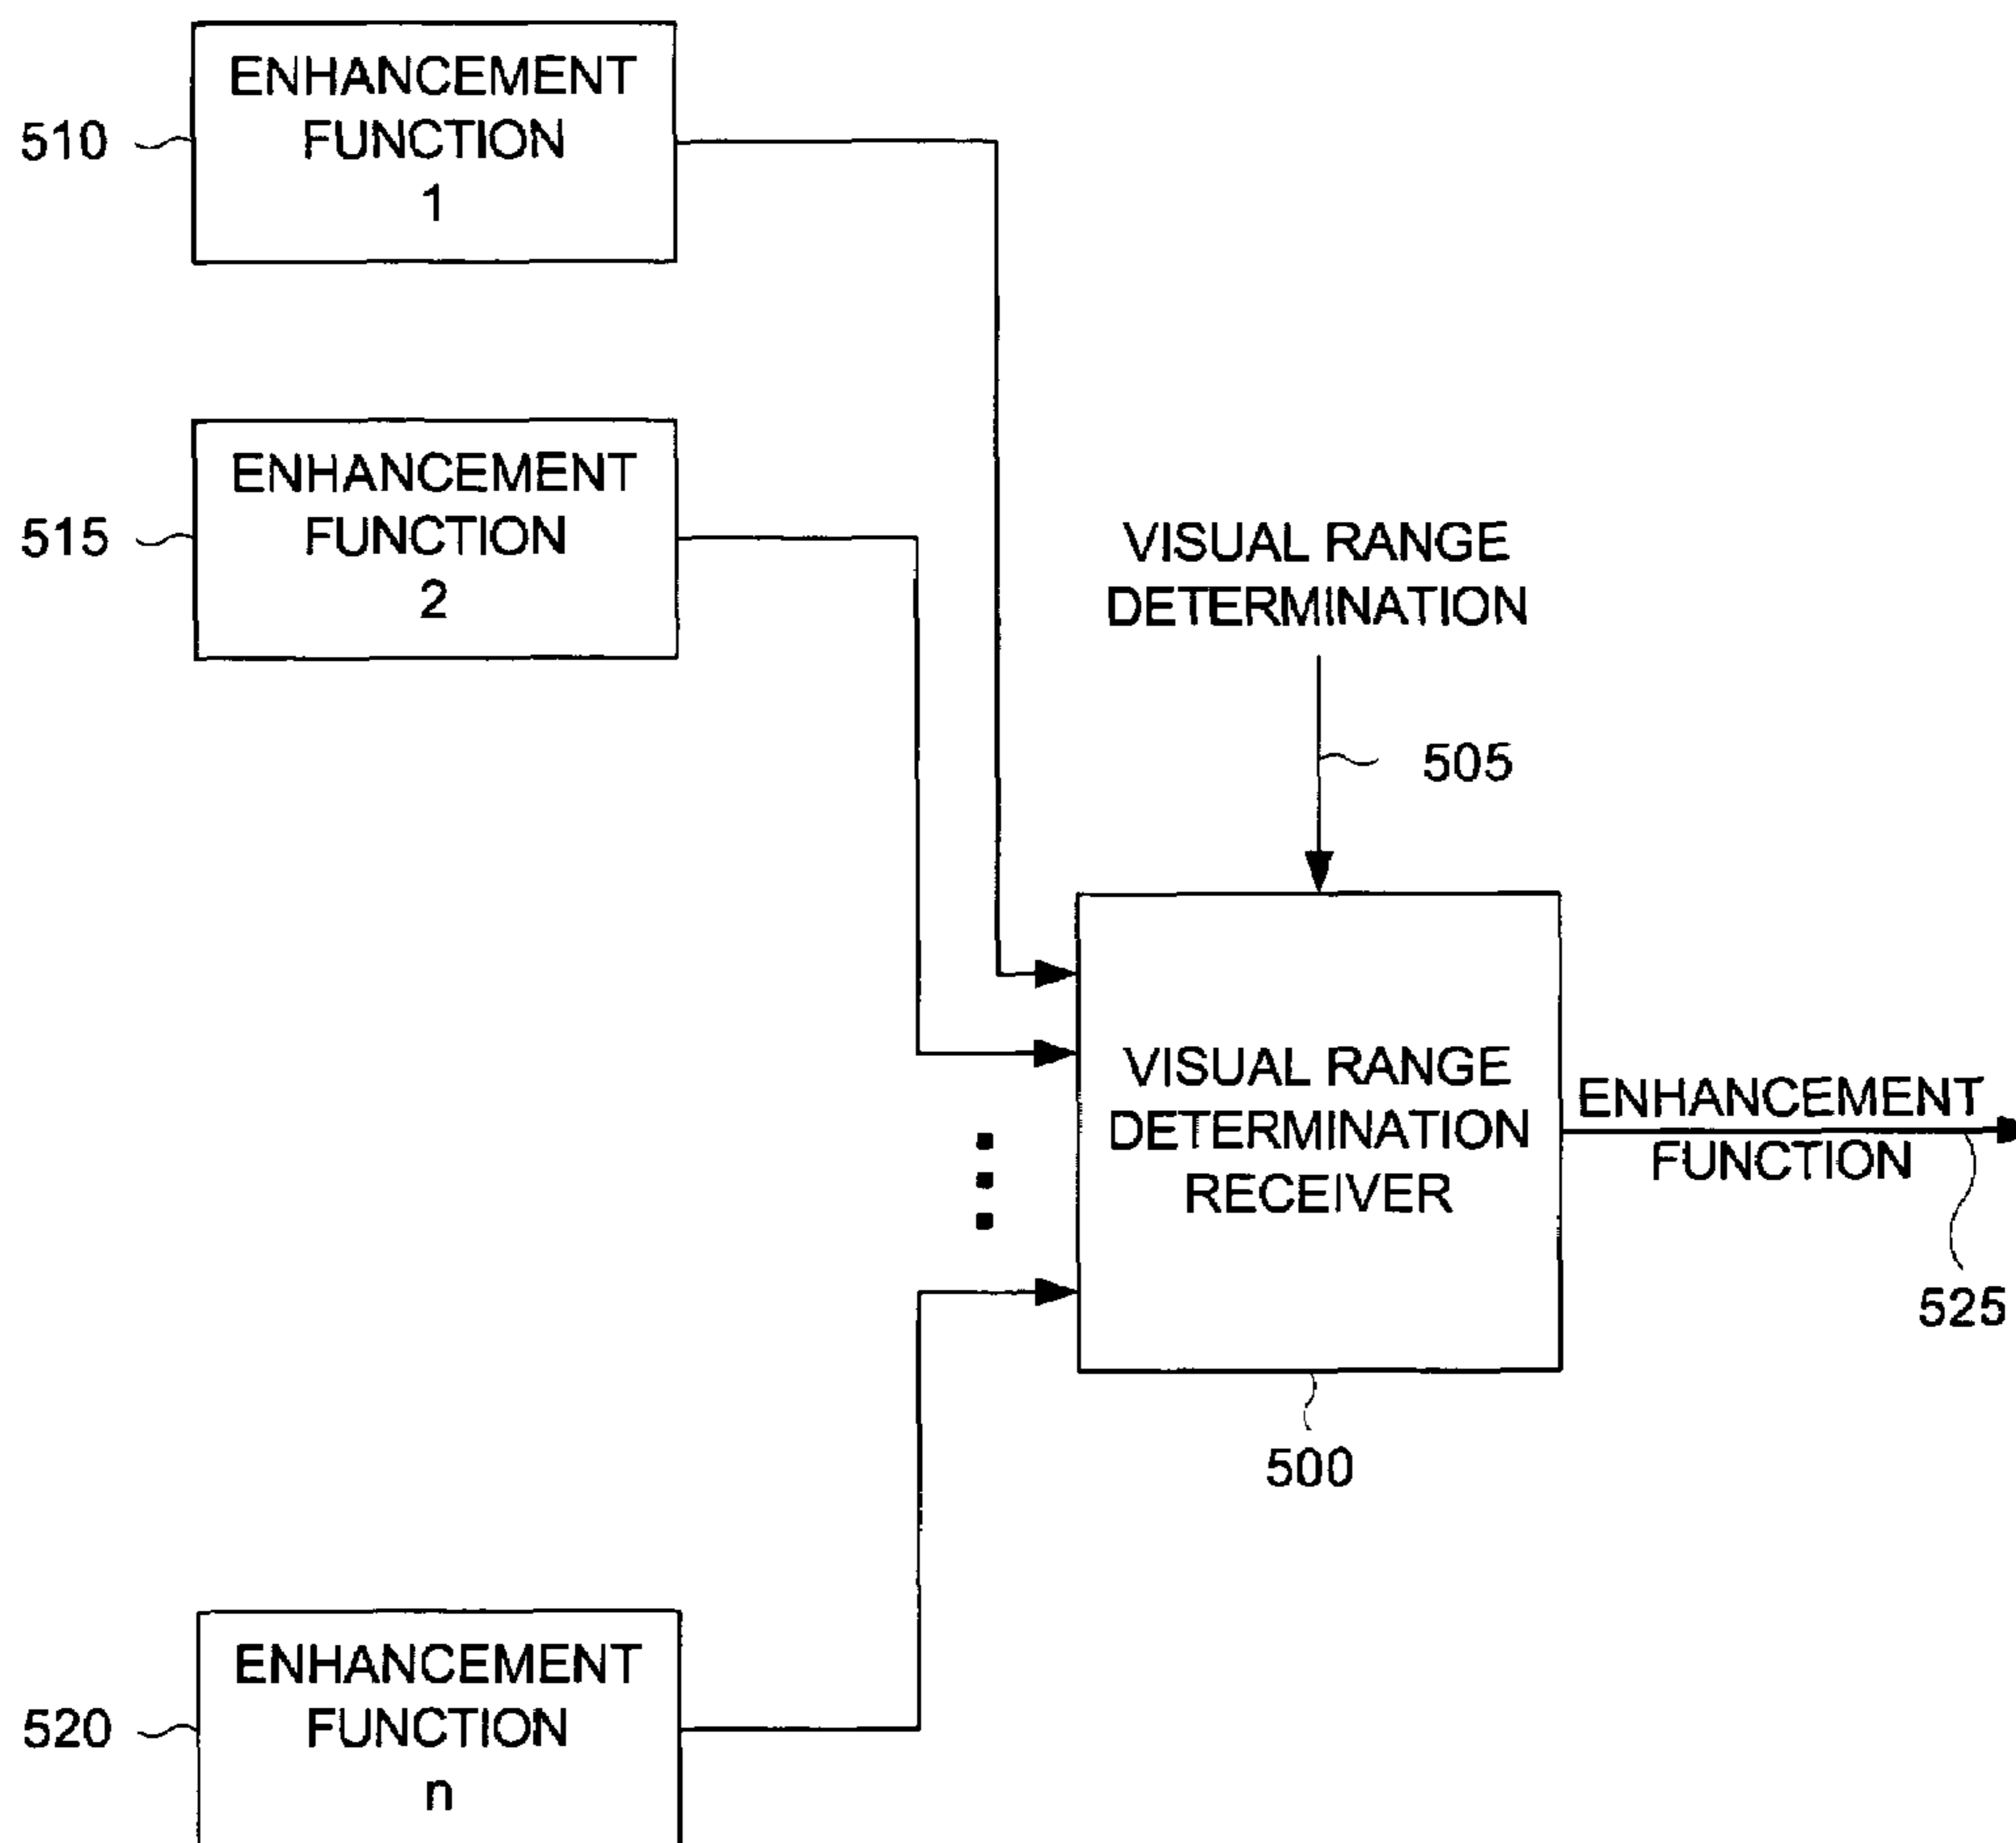 ENHANCEMENT
FUNCTION
1
510
ENHANCEMENT
FUNCTION
2
515
VISUAL RANGE
DETERMINATION
505
VISUAL RANGE
DETERMINATION
RECEIVER
500
ENHANCEMENT
FUNCTION
525
ENHANCEMENT
FUNCTION
n
520